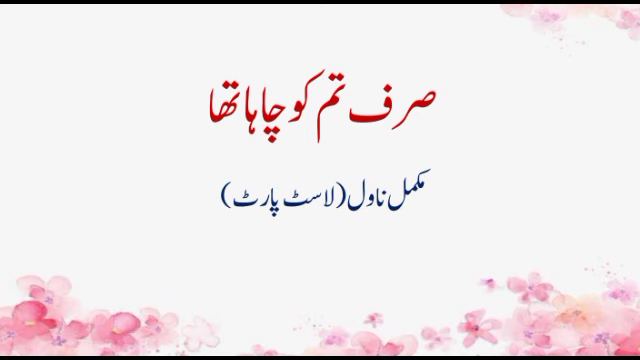 صرف تم کو چاہا تھا
مکمل ناول (لاسٹ پارٹ)